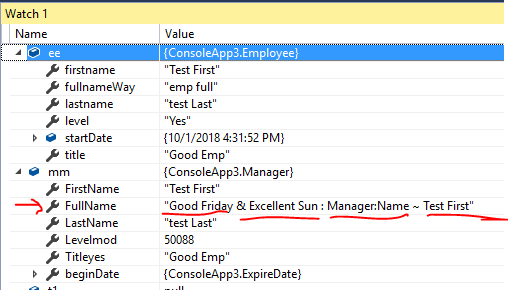 Watch 1
Name Value
ee {ConsoleApp3.Employee}
firstname "Test First"
fullnameWay "emp full"
lastname "test Last"
level "Yes"
startDate {10/1/2018 4:31:52 PM}
title "Good Emp"
mm {ConsoleApp3.Manager}
FirstName "Test First"
FullName "Good Friday & Excellent Sun : Manager:Name ~ Test First"
LastName "test Last"
Levelmod 50088
Titleyes "Good Emp"
beginDate {ConsoleApp3.ExpireDate}
t1 null